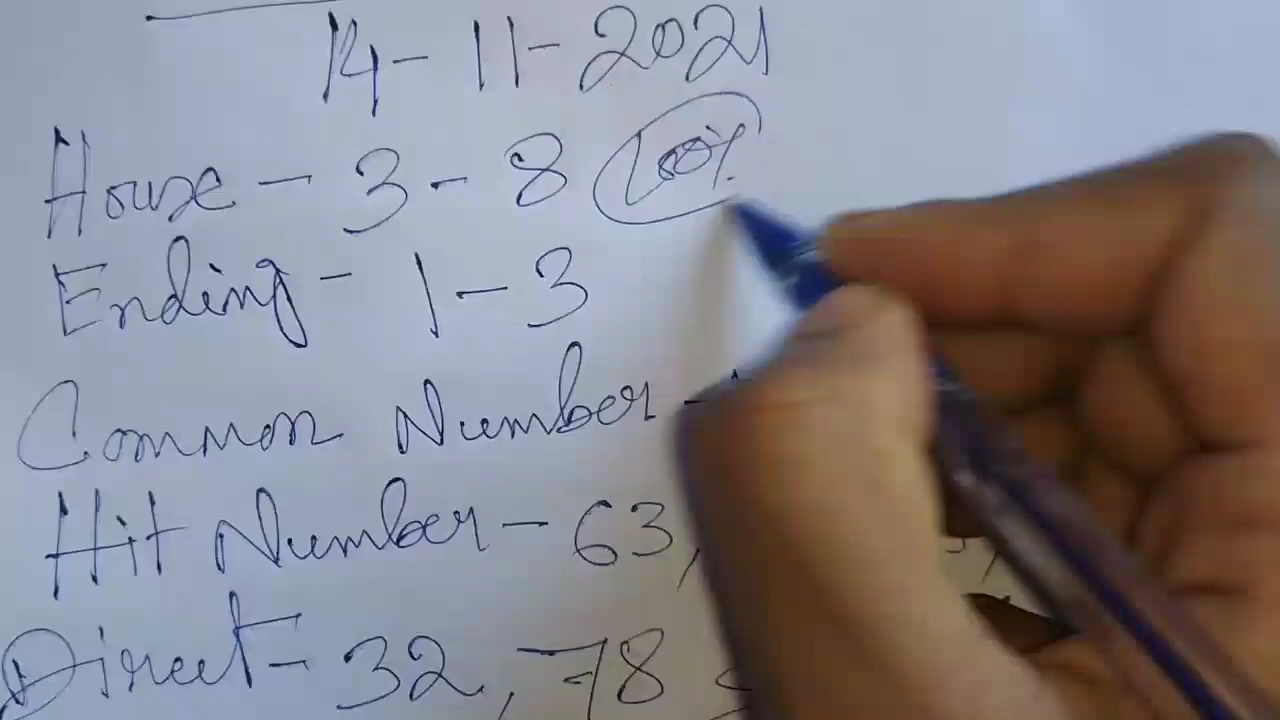 14-11-2021
House - 3 - 8 100%
Ending - 1 - 3
Common Number -
Hit Number - 63,
Direct - 32, 78